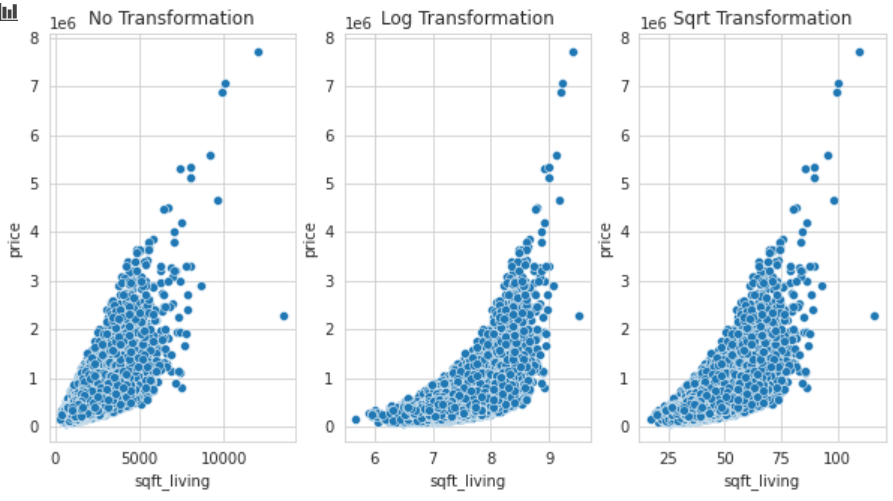 No Transformation
1e6
8
7
6
5
4
3
2
1
0
price
0 5000 10000
sqft_living
Log Transformation
1e6
8
7
6
5
4
3
2
1
0
price
6 7 8 9
sqft_living
Sqrt Transformation
1e6
8
7
6
5
4
3
2
1
0
price
25 50 75 100
sqft_living